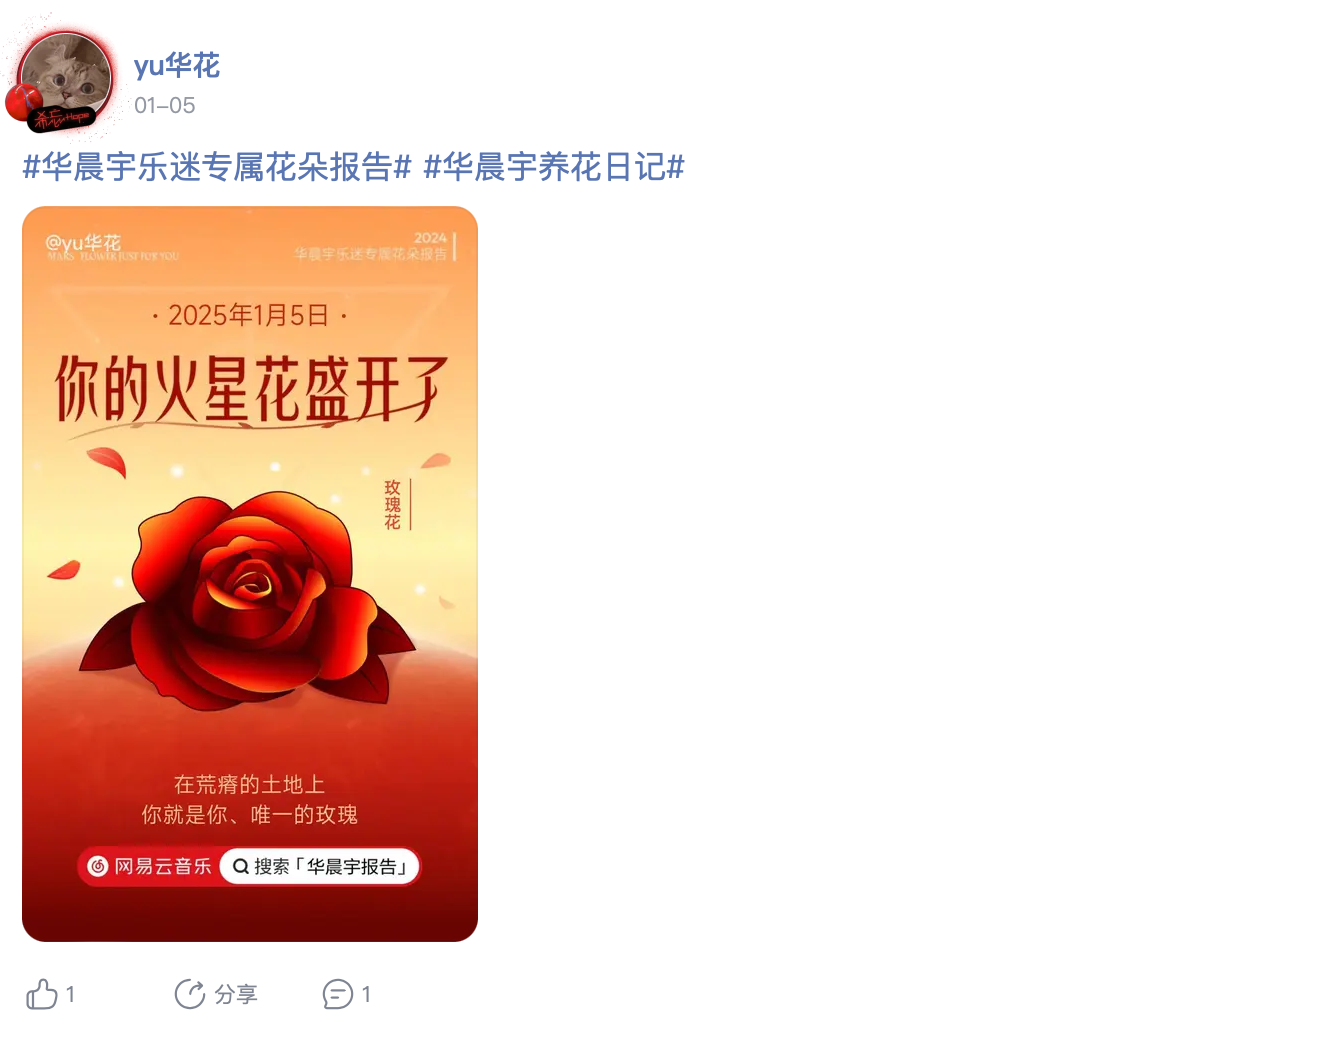 yu华花
01-05
希忘Hope
#华晨宇乐迷专属花朵报告# #华晨宇养花日记#
@yu华花
MARS FLOWER JUST FOR YOU
2024
华晨宇乐迷专属花朵报告
· 2025年1月5日 ·
你的火星花盛开了
玫瑰花
在荒瘠的土地上
你就是你、唯一的玫瑰
网易云音乐 搜索「华晨宇报告」
1 分享 1